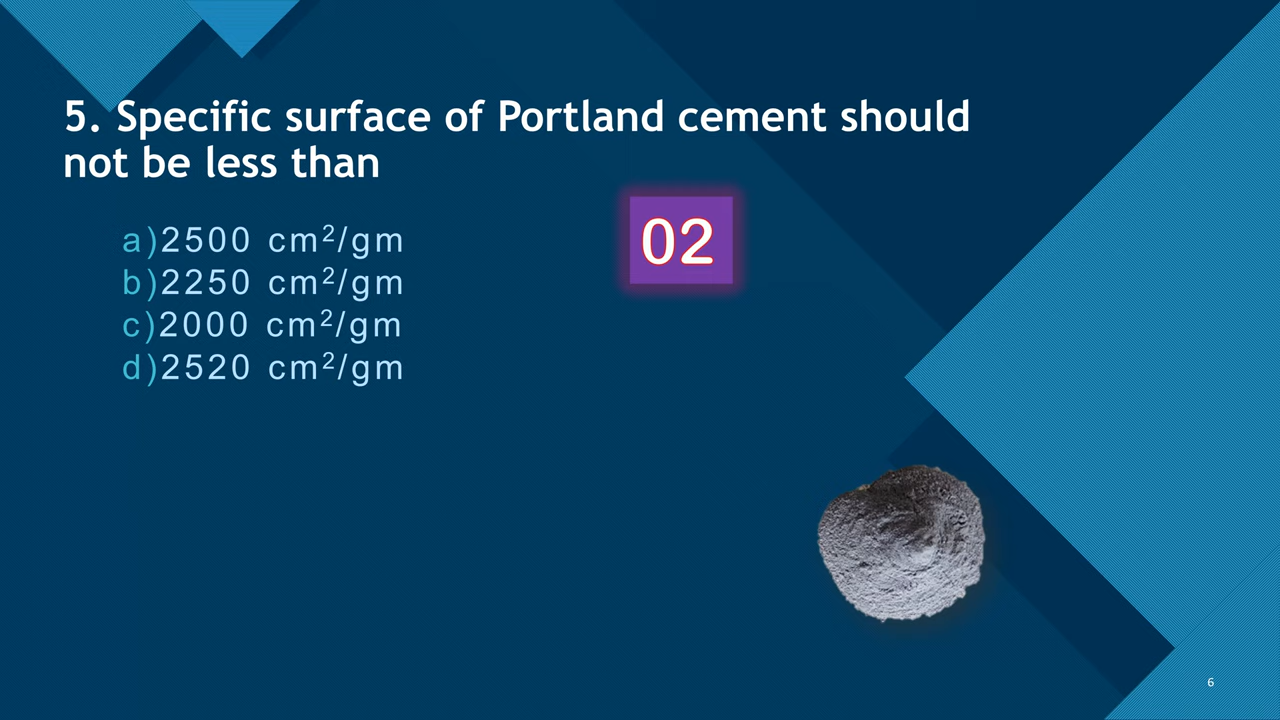 5. Specific surface of Portland cement should
not be less than
02
a)2500 cm²/gm
b)2250 cm²/gm
c)2000 cm²/gm
d)2520 cm²/gm
6